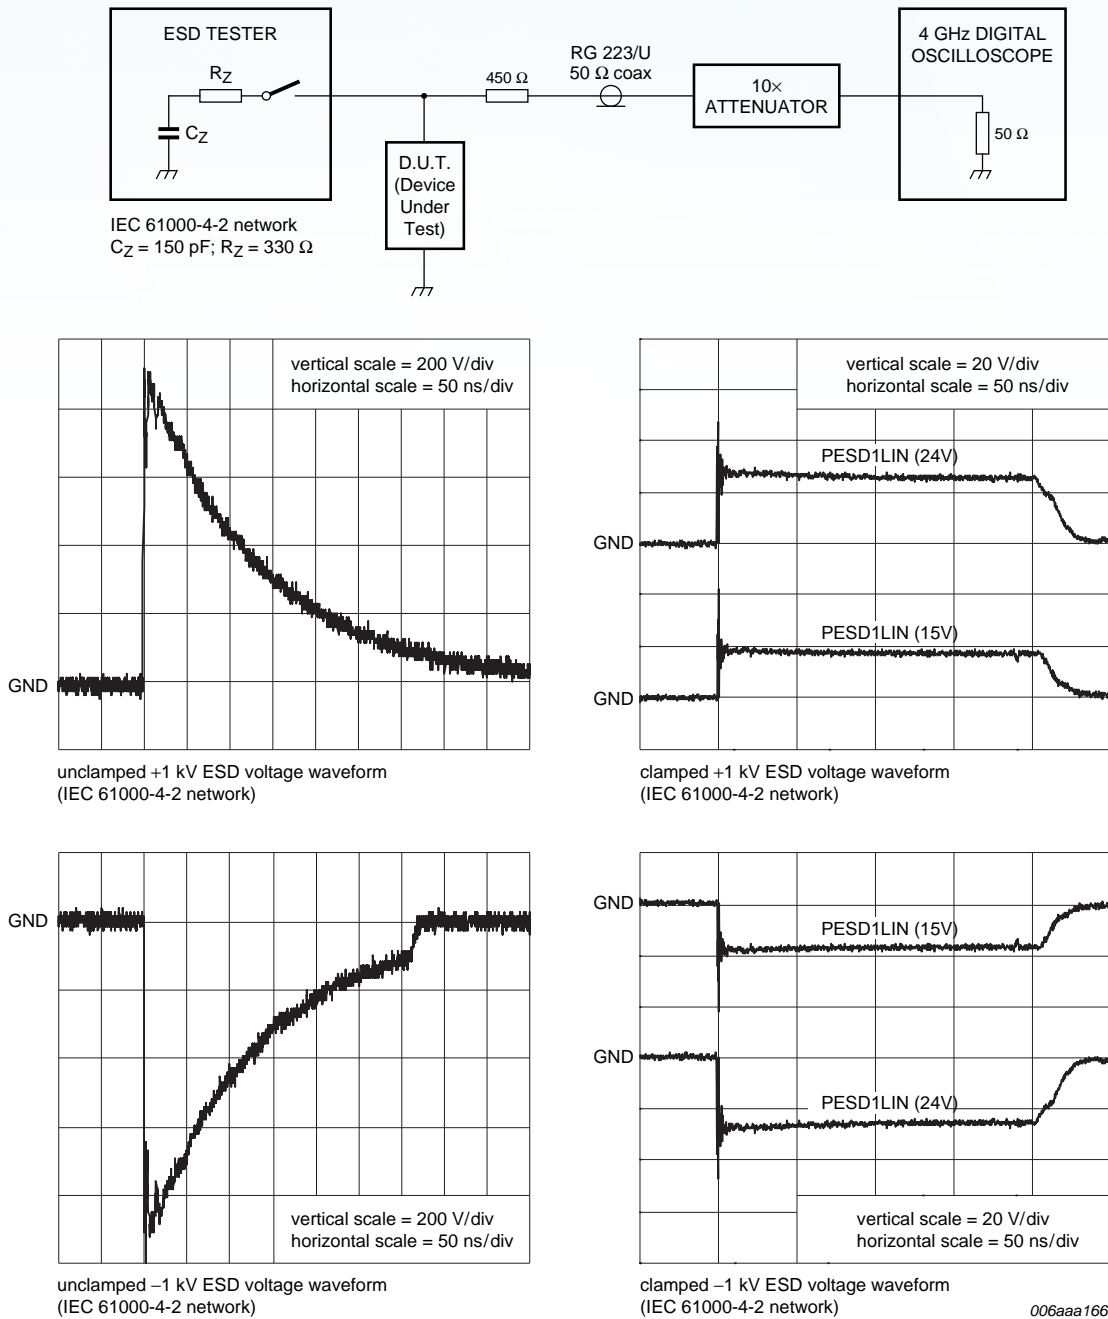 ESD TESTER
RZ
CZ
IEC 61000-4-2 network
CZ = 150 pF; RZ = 330 Ω
D.U.T.
(Device
Under
Test)
450 Ω
RG 223/U
50 Ω coax
10×
ATTENUATOR
4 GHz DIGITAL
OSCILLOSCOPE
50 Ω
vertical scale = 200 V/div
horizontal scale = 50 ns/div
GND
unclamped +1 kV ESD voltage waveform
(IEC 61000-4-2 network)
vertical scale = 20 V/div
horizontal scale = 50 ns/div
PESD1LIN (24V)
GND
PESD1LIN (15V)
GND
clamped +1 kV ESD voltage waveform
(IEC 61000-4-2 network)
GND
vertical scale = 200 V/div
horizontal scale = 50 ns/div
unclamped −1 kV ESD voltage waveform
(IEC 61000-4-2 network)
GND
PESD1LIN (15V)
GND
PESD1LIN (24V)
vertical scale = 20 V/div
horizontal scale = 50 ns/div
clamped −1 kV ESD voltage waveform
(IEC 61000-4-2 network)
006aaa166